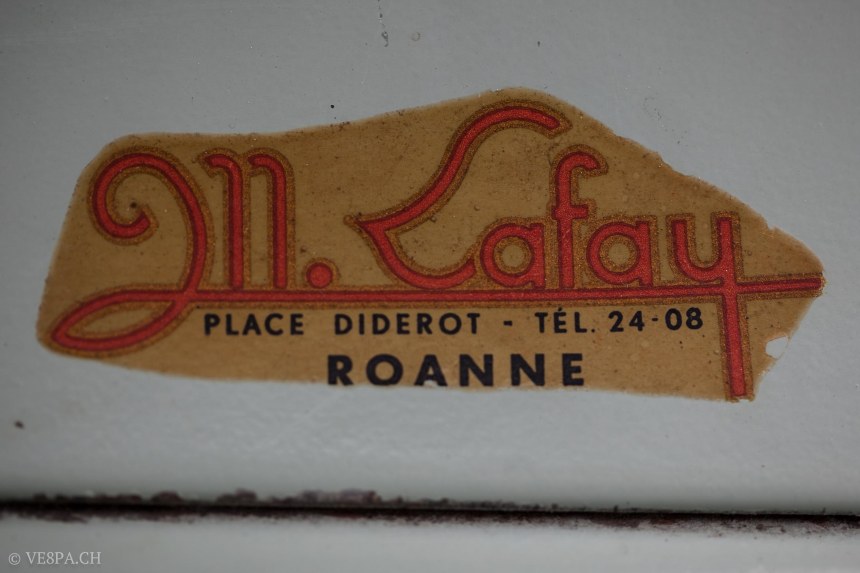 M. Lafay
PLACE DIDEROT - TÉL. 24-08
ROANNE
© VE8PA.CH